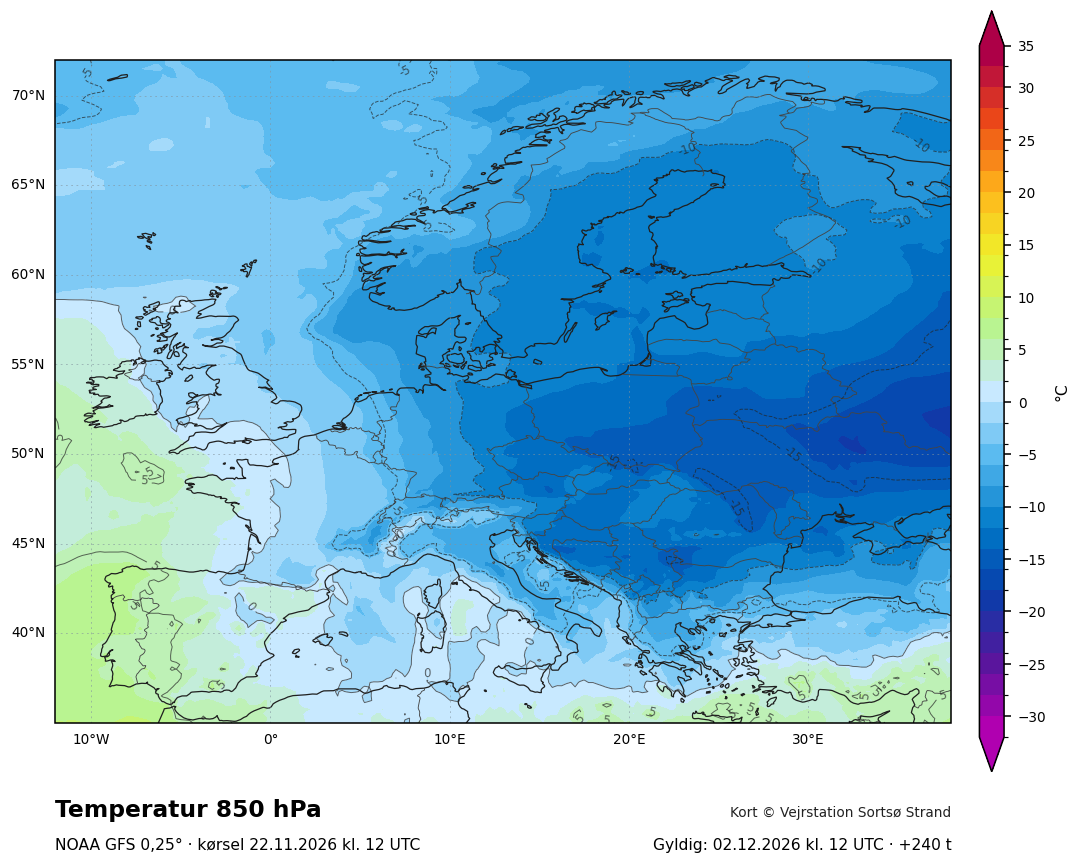 70°N
65°N
60°N
55°N
50°N
45°N
40°N
10°W
0°
10°E
20°E
30°E
35
30
25
20
15
10
5
0
−5
−10
−15
−20
−25
−30
°C
Temperatur 850 hPa
Kort © Vejrstation Sortsø Strand
NOAA GFS 0,25° · kørsel 22.11.2026 kl. 12 UTC
Gyldig: 02.12.2026 kl. 12 UTC · +240 t